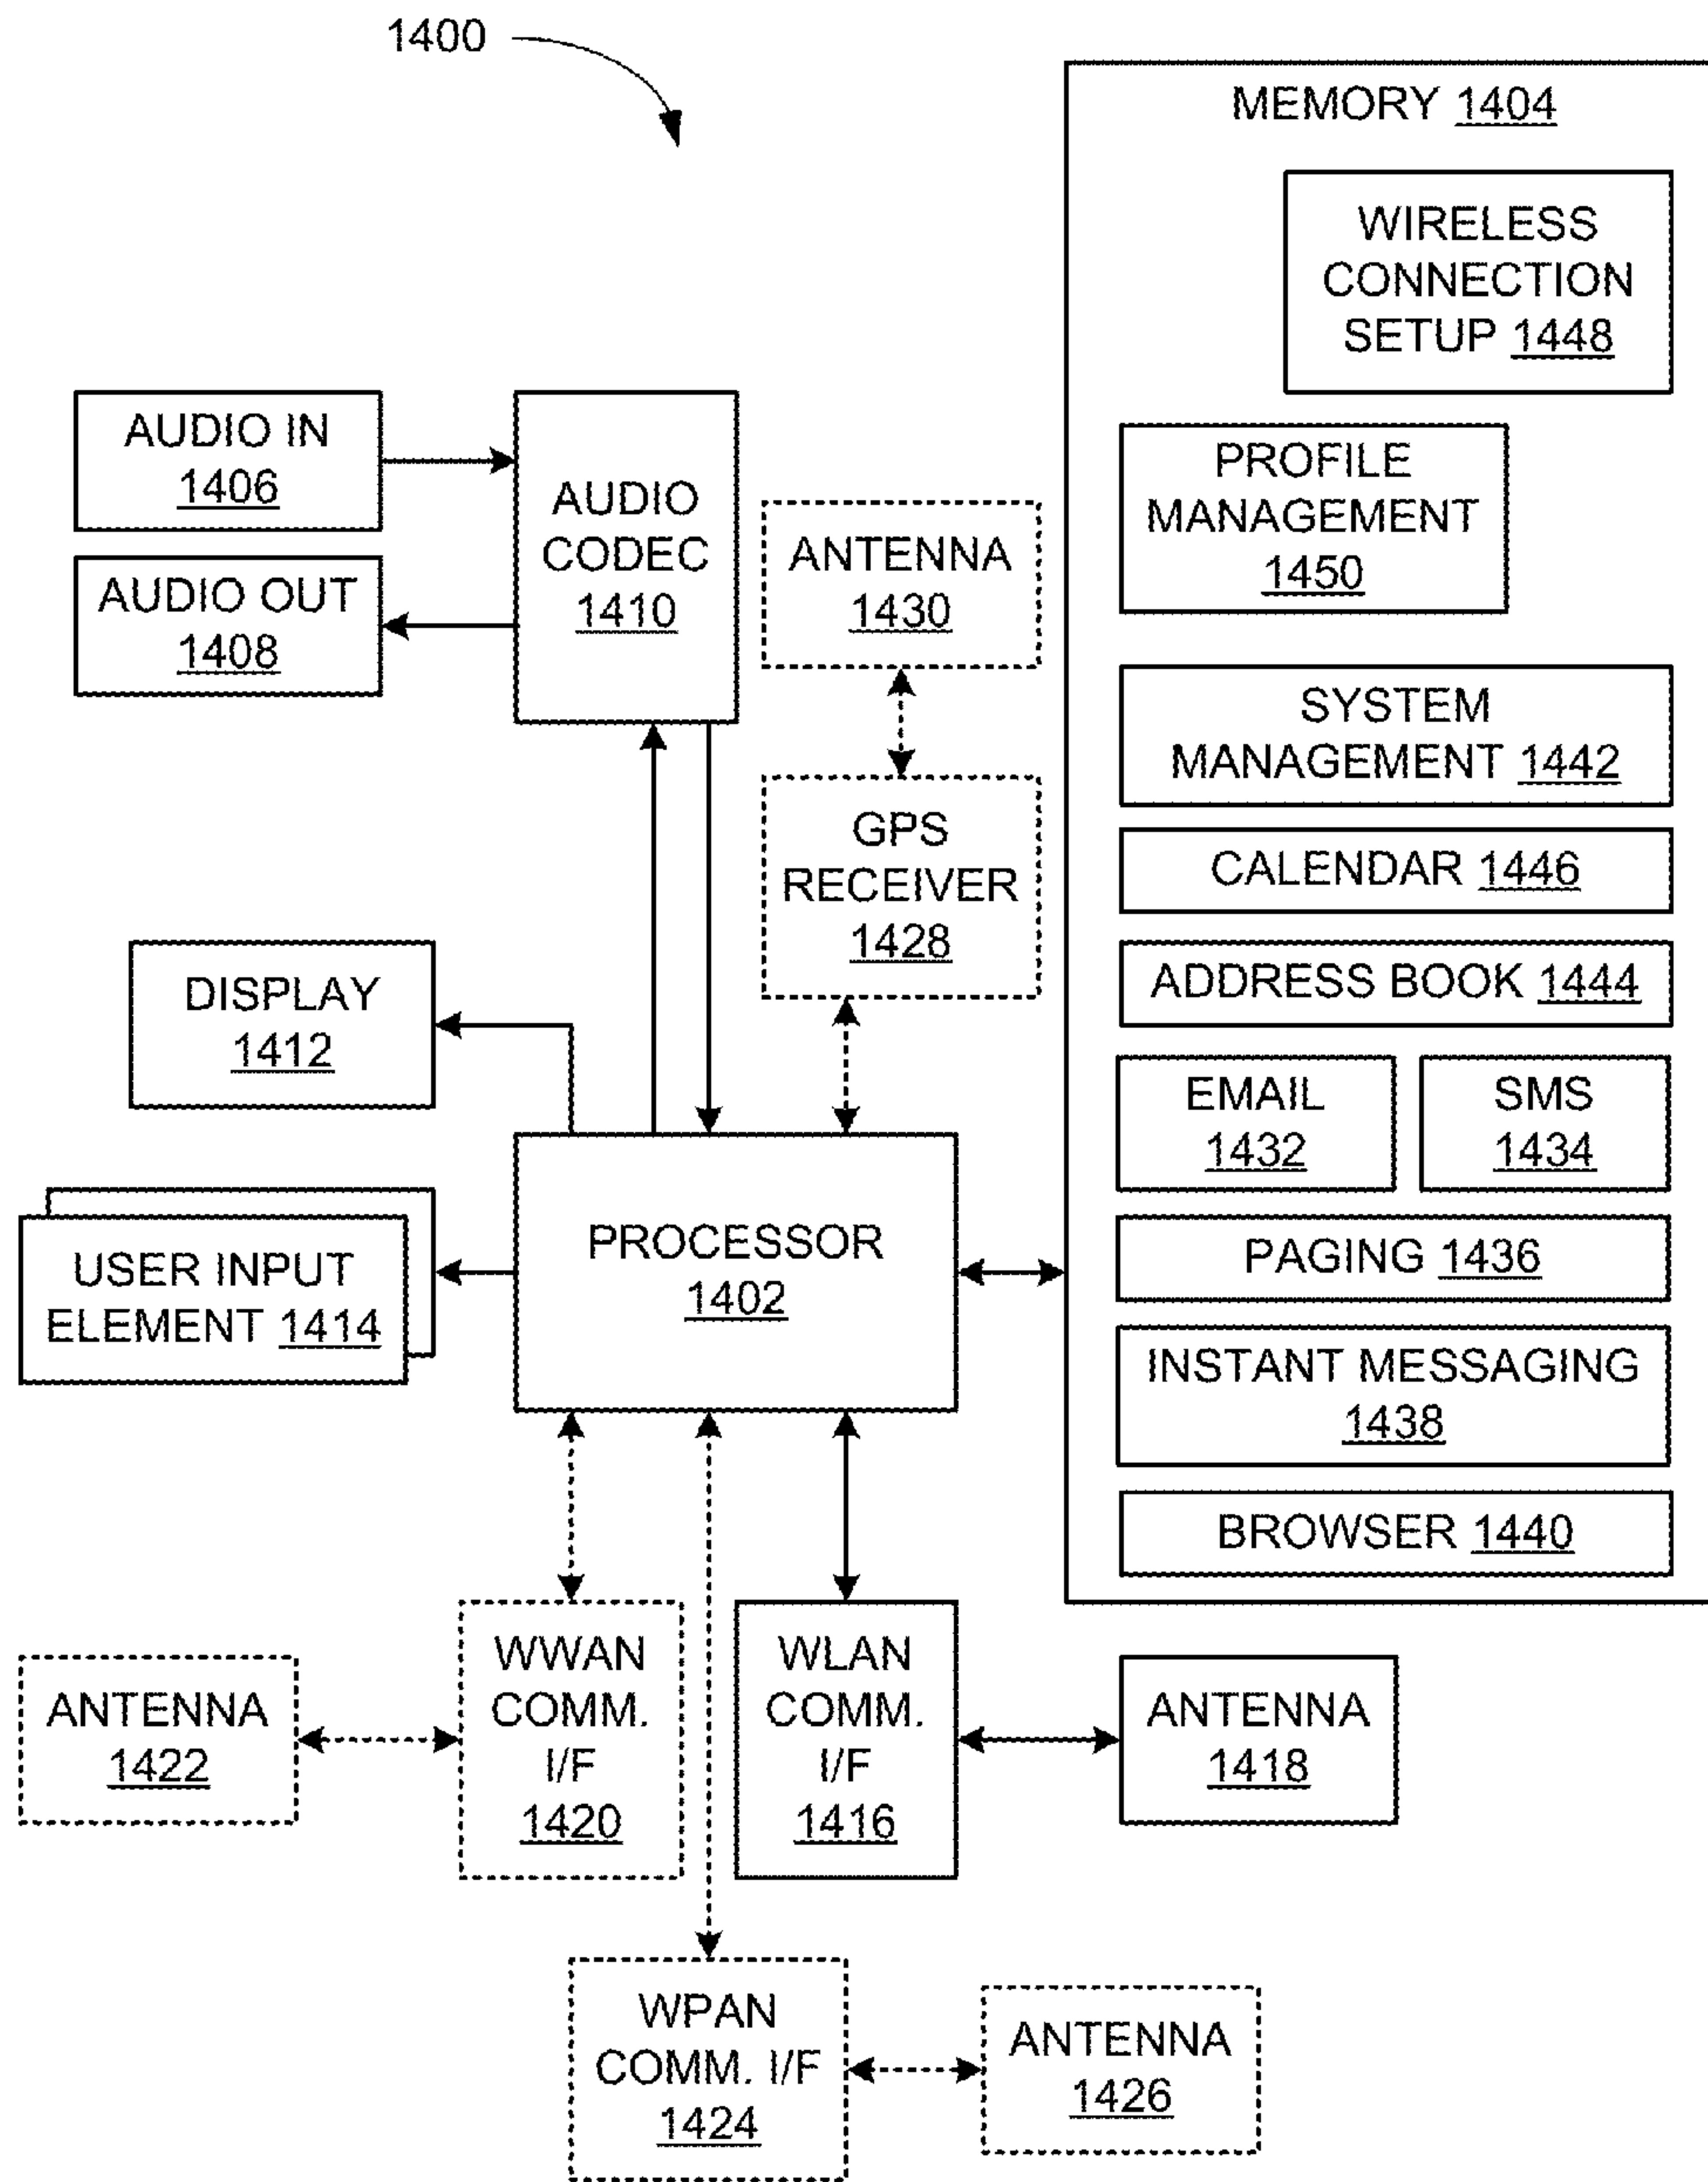 1400
MEMORY 1404
WIRELESS
CONNECTION
SETUP 1448
PROFILE
MANAGEMENT
1450
SYSTEM
MANAGEMENT 1442
CALENDAR 1446
ADDRESS BOOK 1444
EMAIL
1432
SMS
1434
PAGING 1436
INSTANT MESSAGING
1438
BROWSER 1440
AUDIO IN
1406
AUDIO OUT
1408
AUDIO
CODEC
1410
ANTENNA
1430
GPS
RECEIVER
1428
DISPLAY
1412
USER INPUT
ELEMENT 1414
PROCESSOR
1402
ANTENNA
1422
WWAN
COMM.
I/F
1420
WLAN
COMM.
I/F
1416
ANTENNA
1418
WPAN
COMM. I/F
1424
ANTENNA
1426